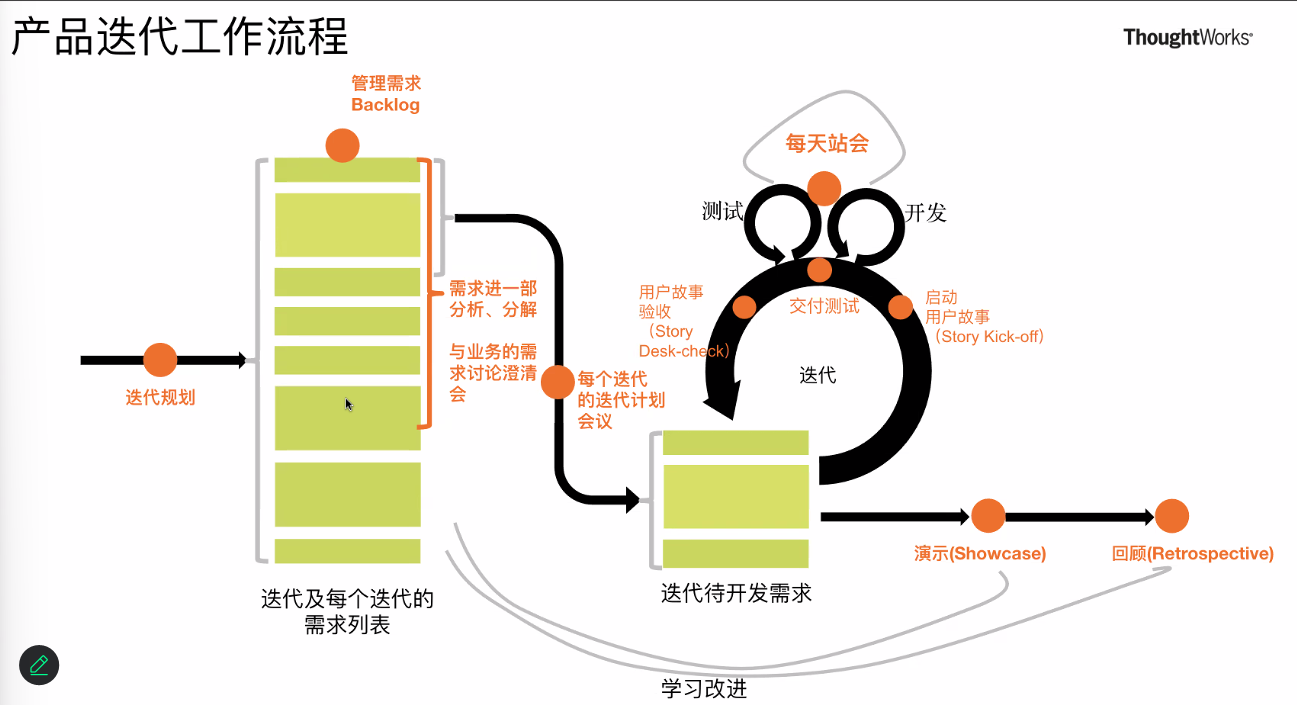 产品迭代工作流程
ThoughtWorks®
管理需求
Backlog
每天站会
测试
开发
需求进一部
分析、分解
与业务的需
求讨论澄清
会
用户故事
验收
（Story
Desk-check）
交付测试
启动
用户故事
（Story Kick-off）
迭代
迭代规划
每个迭代
的迭代计划
会议
演示(Showcase)
回顾(Retrospective)
迭代及每个迭代的
需求列表
迭代待开发需求
学习改进